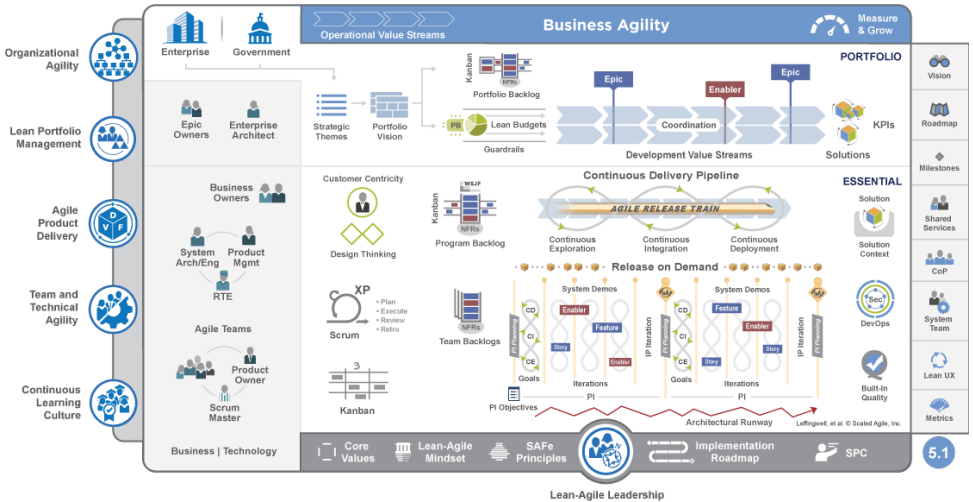 Organizational
Agility
Lean Portfolio
Management
Agile
Product
Delivery
Team and
Technical
Agility
Continuous
Learning
Culture
D
V F
Enterprise
Government
Operational Value Streams
Business Agility
Measure
& Grow
PORTFOLIO
Epic
Owners
Enterprise
Architect
Strategic
Themes
Portfolio
Vision
Kanban
NFRs
Portfolio Backlog
PB
Lean Budgets
Guardrails
Epic
Enabler
Epic
Coordination
Development Value Streams
KPIs
Solutions
ESSENTIAL
Business
Owners
System
Arch/Eng
Product
Mgmt
RTE
Agile Teams
Product
Owner
Scrum
Master
Business | Technology
Customer Centricity
Design Thinking
Kanban
WSJF
NFRs
Program Backlog
Continuous Delivery Pipeline
AGILE RELEASE TRAIN
Continuous
Exploration
Continuous
Integration
Continuous
Deployment
Solution
Solution
Context
Release on Demand
XP
• Plan
• Execute
• Review
• Retro
Scrum
NFRs
Team Backlogs
3
Kanban
System Demos
PI Planning
CD
CI
CE
Goals
Enabler
Feature
Story
Enabler
Iterations
IP Iteration
I&A
PI Planning
System Demos
CD
CI
CE
Goals
Feature
Enabler
Story
Story
Iterations
IP Iteration
I&A
PI Planning
PI
PI
PI Objectives
Architectural Runway
Sec
DevOps
Built-In
Quality
Leffingwell, et al. © Scaled Agile, Inc.
Vision
Roadmap
Milestones
Shared
Services
CoP
System
Team
Lean UX
Metrics
Core
Values
Lean-Agile
Mindset
SAFe
Principles
Implementation
Roadmap
SPC
5.1
Lean-Agile Leadership